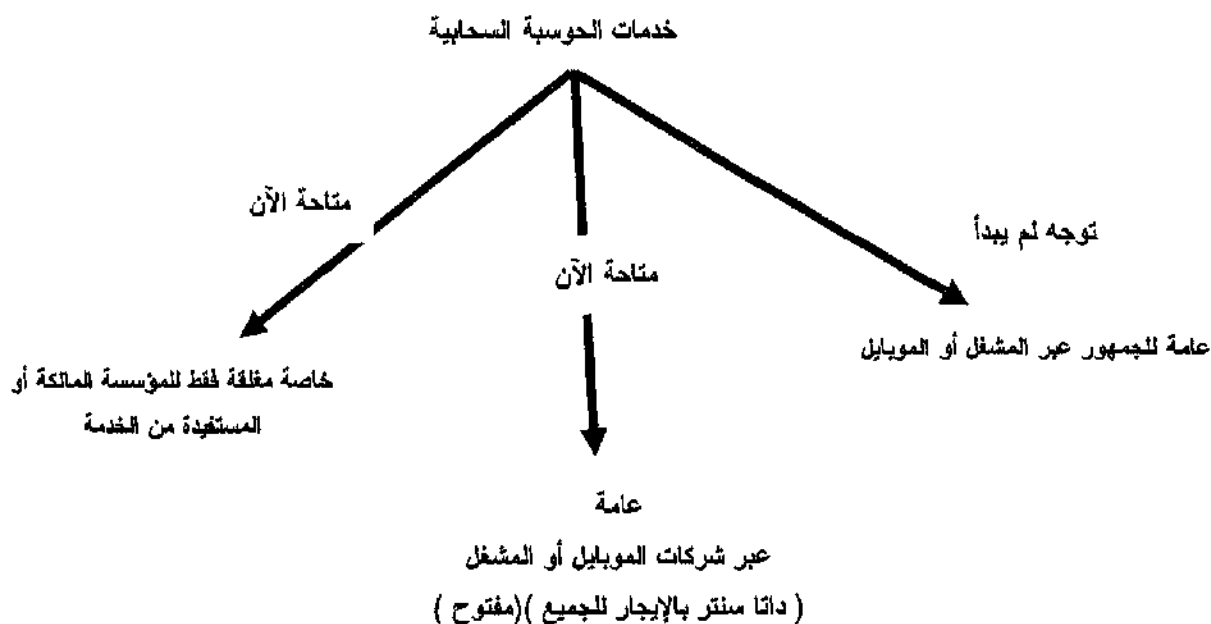 خدمات الحوسبة السحابية
توجه لم يبدأ
متاحة الآن
متاحة الآن
عامة للجمهور عبر المشغل أو الموبايل
خاصة مغلقة فقط للمؤسسة المالكة أو
المستفيدة من الخدمة
عامة
عبر شركات الموبايل أو المشغل
( داتا سنتر بالإيجار للجميع )(مفتوح )